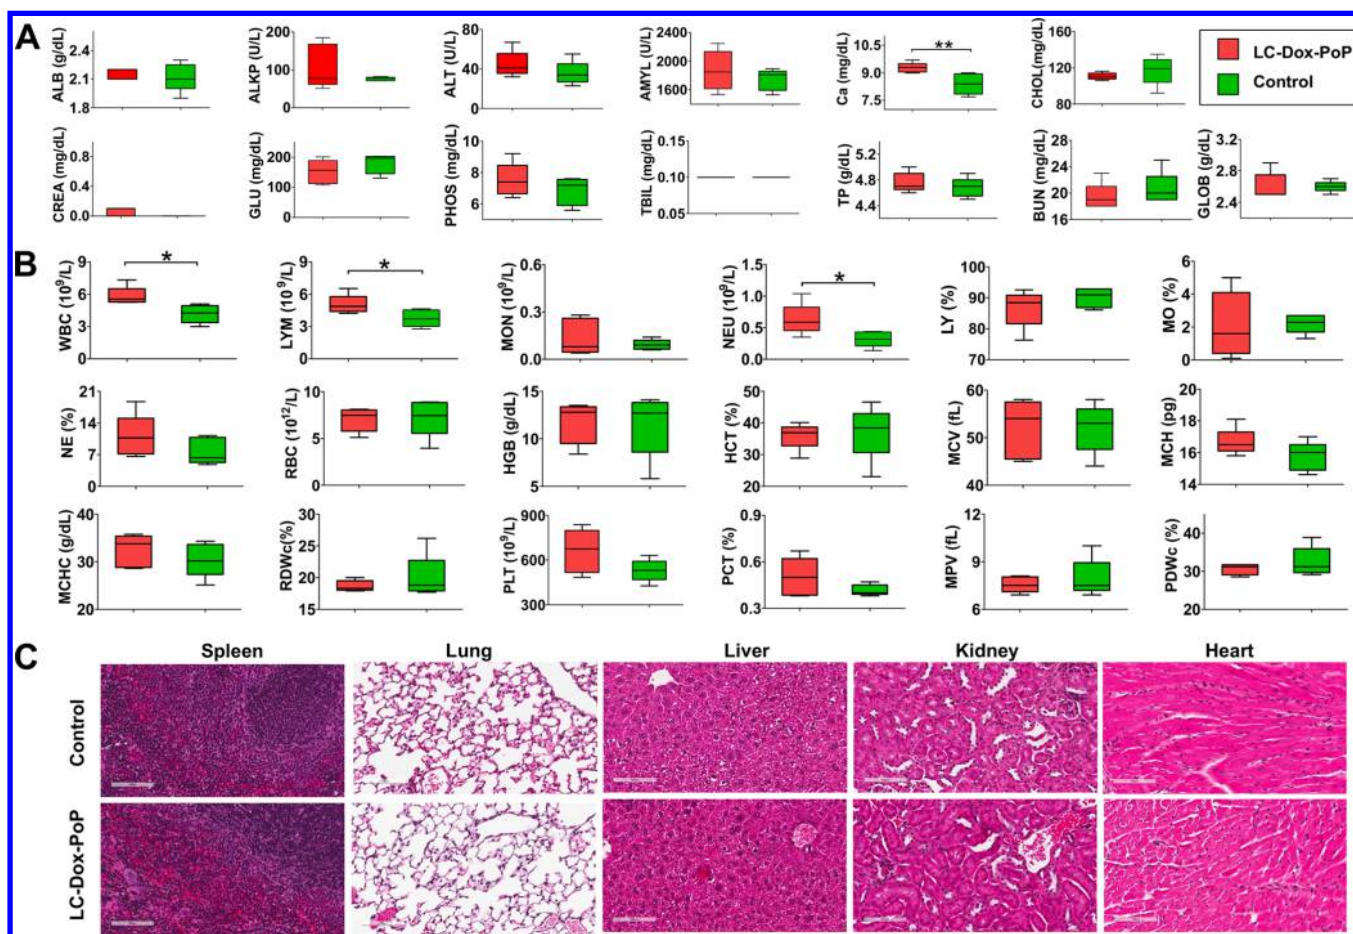 A
ALB (g/dL)
2.4
2.1
1.8
ALKP (U/L)
200
100
0
ALT (U/L)
75
50
25
0
AMYL (U/L)
2400
2000
1600
Ca (mg/dL)
10.5
9.0
7.5
**
CHOL(mg/dL)
160
120
80
LC-Dox-PoP
Control
CREA (mg/dL)
0.8
0.4
0.0
GLU (mg/dL)
200
100
0
PHOS (mg/dL)
10
8
6
TBIL (mg/dL)
0.15
0.10
0.05
TP (g/dL)
5.2
4.8
4.4
BUN (mg/dL)
28
24
20
16
GLOB (g/dL)
3.2
2.8
2.4
B
WBC (10⁹/L)
9
6
3
0
*
LYM (10⁹/L)
9
6
3
0
*
MON (10⁹/L)
0.6
0.3
0.0
NEU (10⁹/L)
1.5
1.0
0.5
0.0
*
LY (%)
100
90
80
70
MO (%)
6
4
2
0
NE (%)
21
14
7
0
RBC (10¹²/L)
10
5
0
HGB (g/dL)
15
10
5
HCT (%)
50
40
30
20
MCV (fL)
60
50
40
MCH (pg)
20
18
16
14
MCHC (g/dL)
40
30
20
RDWc(%)
30
25
20
15
PLT (10⁹/L)
900
600
300
PCT (%)
0.9
0.6
0.3
MPV (fL)
12
9
6
PDWc (%)
40
30
20
C
Spleen Lung Liver Kidney Heart
Control
LC-Dox-PoP